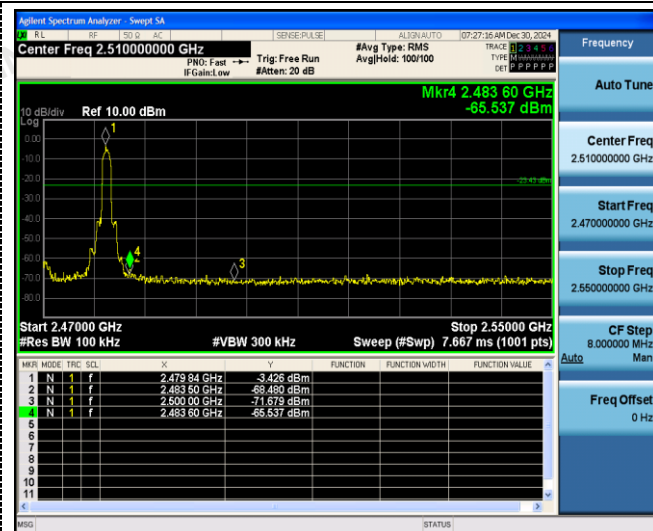 Agilent Spectrum Analyzer - Swept SA
RL RF 50 Ω AC SENSE:PULSE ALIGN AUTO 07:27:16 AM Dec 30, 2024
Center Freq 2.510000000 GHz #Avg Type: RMS TRACE 1 2 3 4 5 6
PNO: Fast Trig: Free Run Avg|Hold: 100/100 TYPE M
IFGain:Low #Atten: 20 dB DET P P P P P P
Mkr4 2.483 60 GHz
10 dB/div Ref 10.00 dBm -65.537 dBm
Log
1
0.00
-10.0
-20.0
-23.43 dBm
-30.0
-40.0
-50.0
4
-60.0
3
-70.0
-80.0
Start 2.47000 GHz Stop 2.55000 GHz
#Res BW 100 kHz #VBW 300 kHz Sweep (#Swp) 7.667 ms (1001 pts)
MKR MODE TRC SCL X Y FUNCTION FUNCTION WIDTH FUNCTION VALUE
1 N 1 f 2.479 84 GHz -3.426 dBm
2 N 1 f 2.483 50 GHz -68.480 dBm
3 N 1 f 2.500 00 GHz -71.679 dBm
4 N 1 f 2.483 60 GHz -65.537 dBm
5
6
7
8
9
10
11
MSG STATUS
Frequency
Auto Tune
Center Freq
2.510000000 GHz
Start Freq
2.470000000 GHz
Stop Freq
2.550000000 GHz
CF Step
8.000000 MHz
Auto Man
Freq Offset
0 Hz